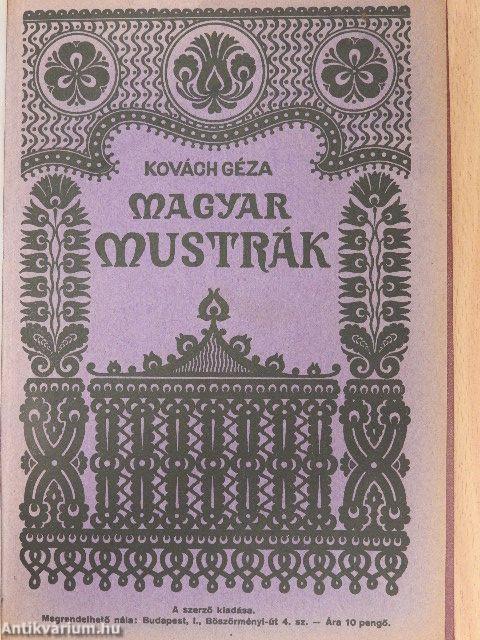 KOVÁCH GÉZA
MAGYAR
MUSTRÁK
A szerző kiadása.
Megrendelhető nála: Budapest, I., Böszörményi-út 4. sz. — Ára 10 pengő.
Antikvarium.hu